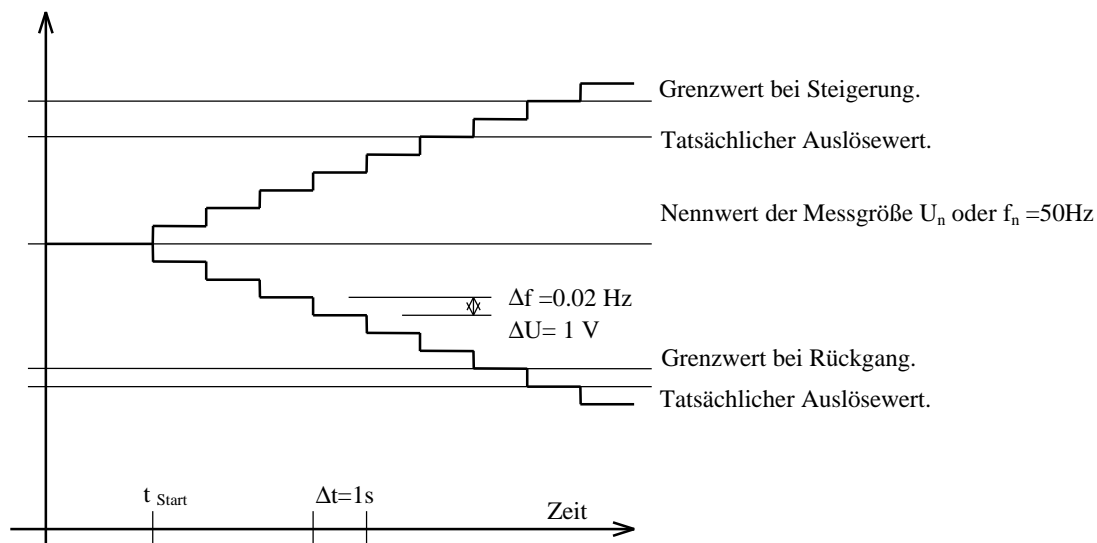 Grenzwert bei Steigerung.
Tatsächlicher Auslösewert.
Nennwert der Messgröße Uₙ oder fₙ =50Hz
Δf =0.02 Hz
ΔU= 1 V
Grenzwert bei Rückgang.
Tatsächlicher Auslösewert.
t Start
Δt=1s
Zeit